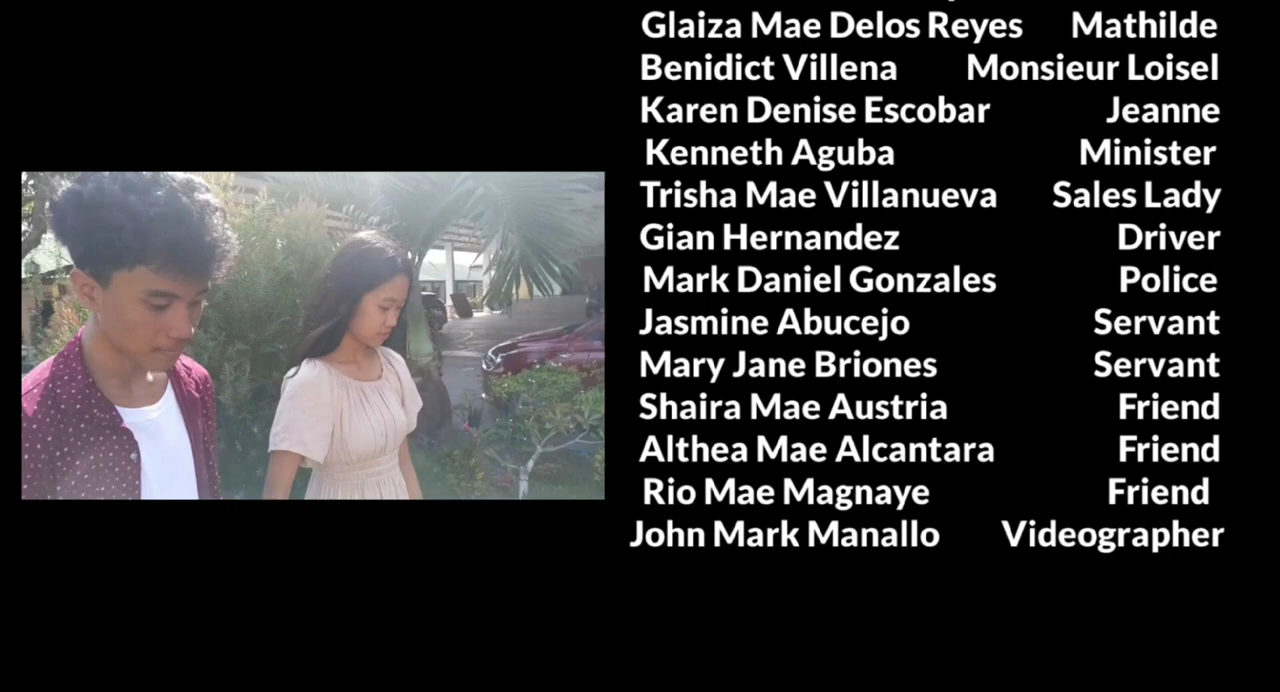 Glaiza Mae Delos Reyes Mathilde
Benidict Villena Monsieur Loisel
Karen Denise Escobar Jeanne
Kenneth Aguba Minister
Trisha Mae Villanueva Sales Lady
Gian Hernandez Driver
Mark Daniel Gonzales Police
Jasmine Abucejo Servant
Mary Jane Briones Servant
Shaira Mae Austria Friend
Althea Mae Alcantara Friend
Rio Mae Magnaye Friend
John Mark Manallo Videographer